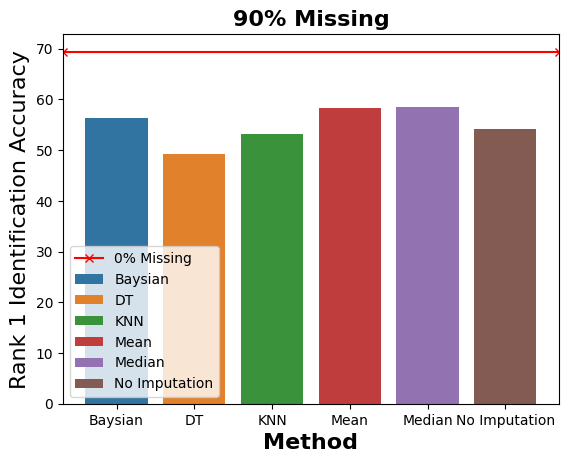 90% Missing
Rank 1 Identification Accuracy
70
60
50
40
30
20
10
0
0% Missing
Baysian
DT
KNN
Mean
Median
No Imputation
Baysian DT KNN Mean Median No Imputation
Method